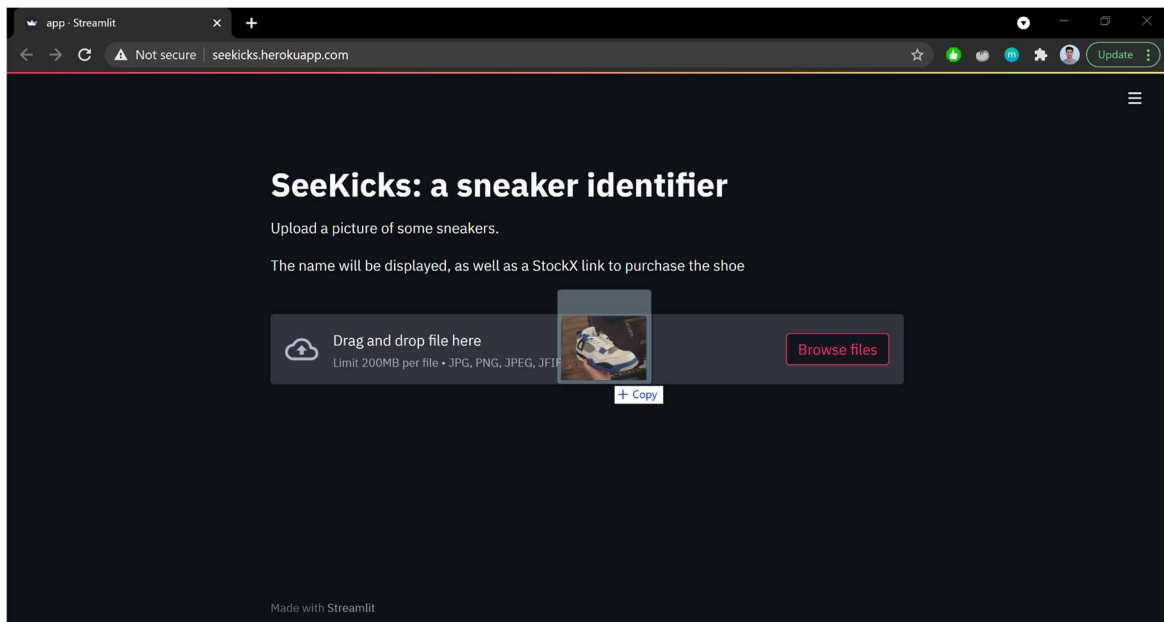 app · Streamlit
Not secure seekicks.herokuapp.com
Update
SeeKicks: a sneaker identifier
Upload a picture of some sneakers.
The name will be displayed, as well as a StockX link to purchase the shoe
Drag and drop file here
Browse files
Limit 200MB per file • JPG, PNG, JPEG, JFIF
+ Copy
Made with Streamlit